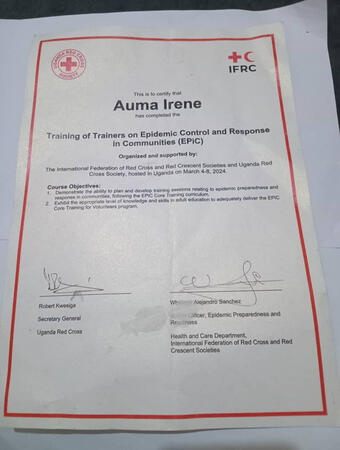 UGANDA RED CROSS
SOCIETY
IFRC
This is to certify that
Auma Irene
has completed the
Training of Trainers on Epidemic Control and Response
in Communities (EPiC)
Organized and supported by:
The International Federation of Red Cross and Red Crescent Societies and Uganda Red
Cross Society, hosted in Uganda on March 4-8, 2024.
Course Objectives:
1. Demonstrate the ability to plan and develop training sessions relating to epidemic preparedness and
response in communities, following the EPiC Core Training curriculum,
2. Exhibit the appropriate level of knowledge and skills in adult education to adequately deliver the EPiC
Core Training for Volunteers program.
Robert Kwesiga
Alejandro Sanchez
Secretary General
Officer, Epidemic Preparedness and
Uganda Red Cross
Readiness
Health and Care Department,
International Federation of Red Cross and Red
Crescent Societies